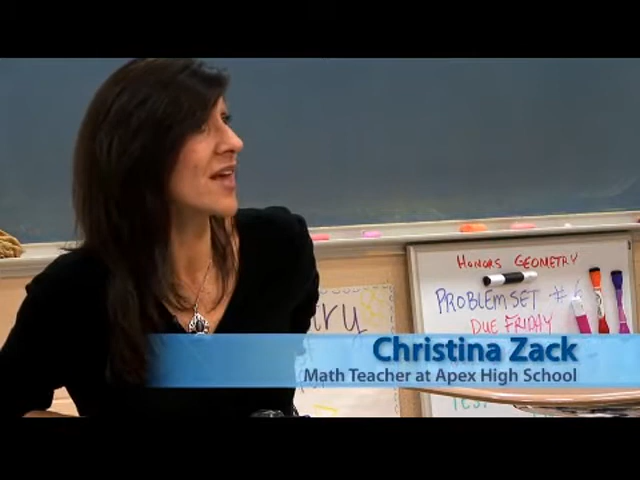 HONORS GEOMETRY
PROBLEM SET #6
DUE FRIDAY
Christina Zack
Math Teacher at Apex High School